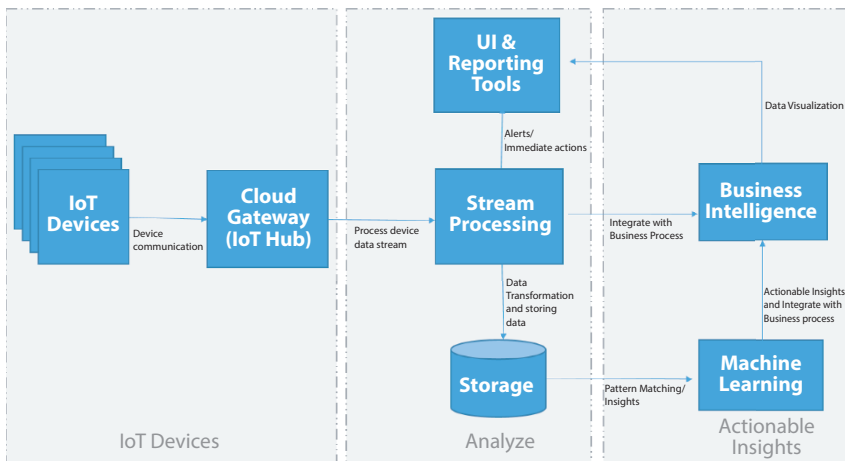 UI &
Reporting
Tools
Data Visualization
Alerts/
Immediate actions
IoT
Devices
Cloud
Gateway
(IoT Hub)
Stream
Processing
Business
Intelligence
Device
communication
Process device
data stream
Integrate with
Business Process
Data
Transformation
and storing
data
Actionable Insights
and Integrate with
Business process
Storage
Machine
Learning
Pattern Matching/
Insights
IoT Devices
Analyze
Actionable
Insights